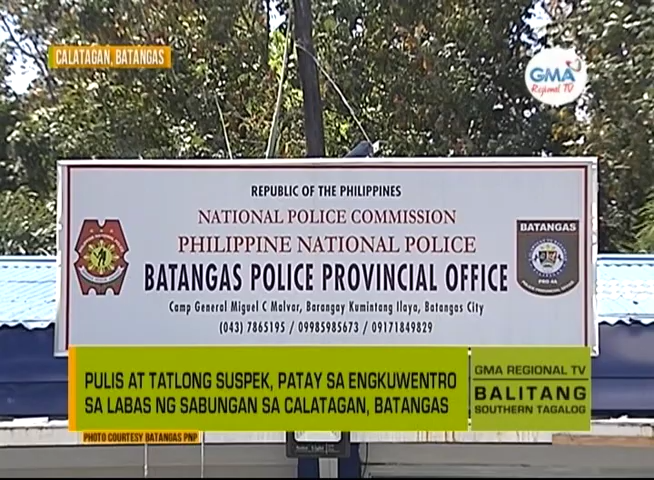 CALATAGAN, BATANGAS
GMA
Regional TV
REPUBLIC OF THE PHILIPPINES
NATIONAL POLICE COMMISSION
PHILIPPINE NATIONAL POLICE
BATANGAS POLICE PROVINCIAL OFFICE
Camp General Miguel C Malvar, Barangay Kumintang Ilaya, Batangas City
(043) 7865195 / 09985985673 / 09171849829
BATANGAS
PRO 4A
PULIS AT TATLONG SUSPEK, PATAY SA ENGKUWENTRO
SA LABAS NG SABUNGAN SA CALATAGAN, BATANGAS
GMA REGIONAL TV
BALITANG
SOUTHERN TAGALOG
PHOTO COURTESY BATANGAS PNP